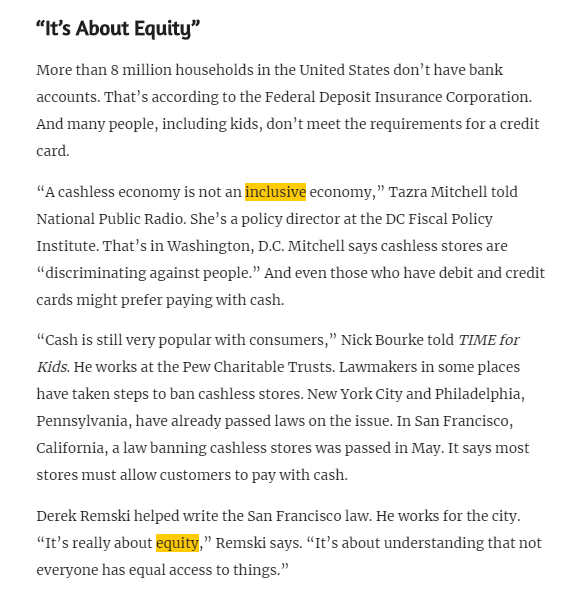 “It’s About Equity”
More than 8 million households in the United States don’t have bank
accounts. That’s according to the Federal Deposit Insurance Corporation.
And many people, including kids, don’t meet the requirements for a credit
card.
“A cashless economy is not an inclusive economy,” Tazra Mitchell told
National Public Radio. She’s a policy director at the DC Fiscal Policy
Institute. That’s in Washington, D.C. Mitchell says cashless stores are
“discriminating against people.” And even those who have debit and credit
cards might prefer paying with cash.
“Cash is still very popular with consumers,” Nick Bourke told TIME for
Kids. He works at the Pew Charitable Trusts. Lawmakers in some places
have taken steps to ban cashless stores. New York City and Philadelphia,
Pennsylvania, have already passed laws on the issue. In San Francisco,
California, a law banning cashless stores was passed in May. It says most
stores must allow customers to pay with cash.
Derek Remski helped write the San Francisco law. He works for the city.
“It’s really about equity,” Remski says. “It’s about understanding that not
everyone has equal access to things.”